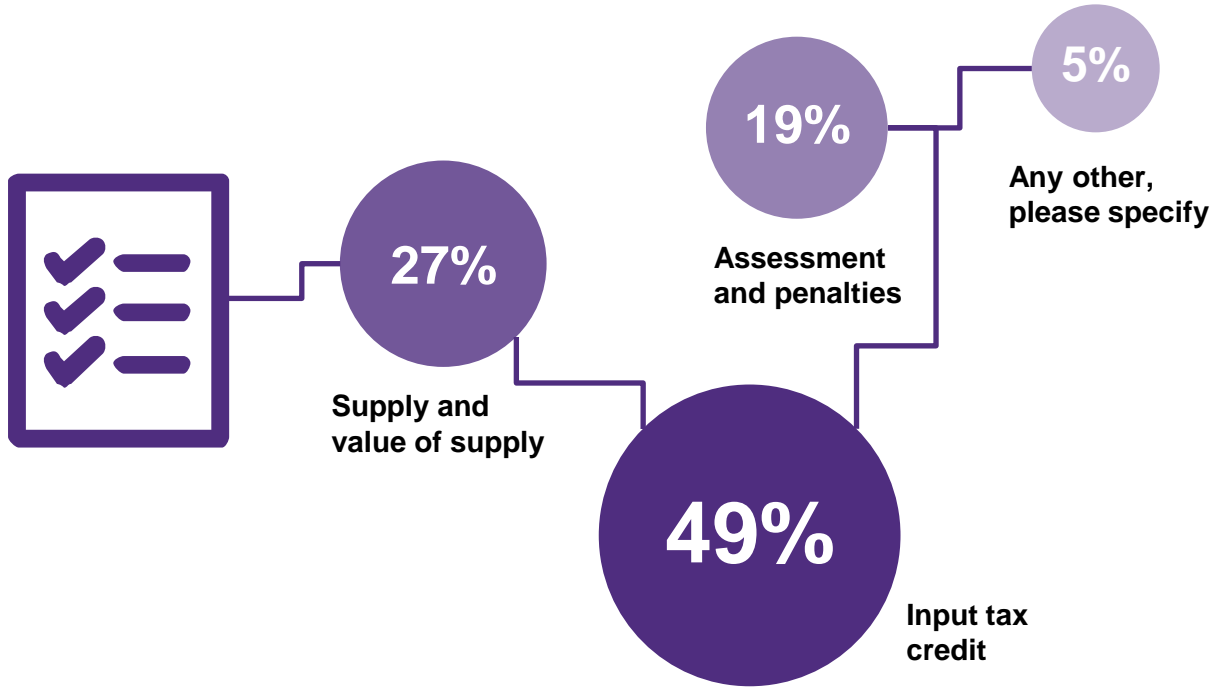 27%
Supply and
value of supply
49%
Input tax
credit
19%
Assessment
and penalties
5%
Any other,
please specify